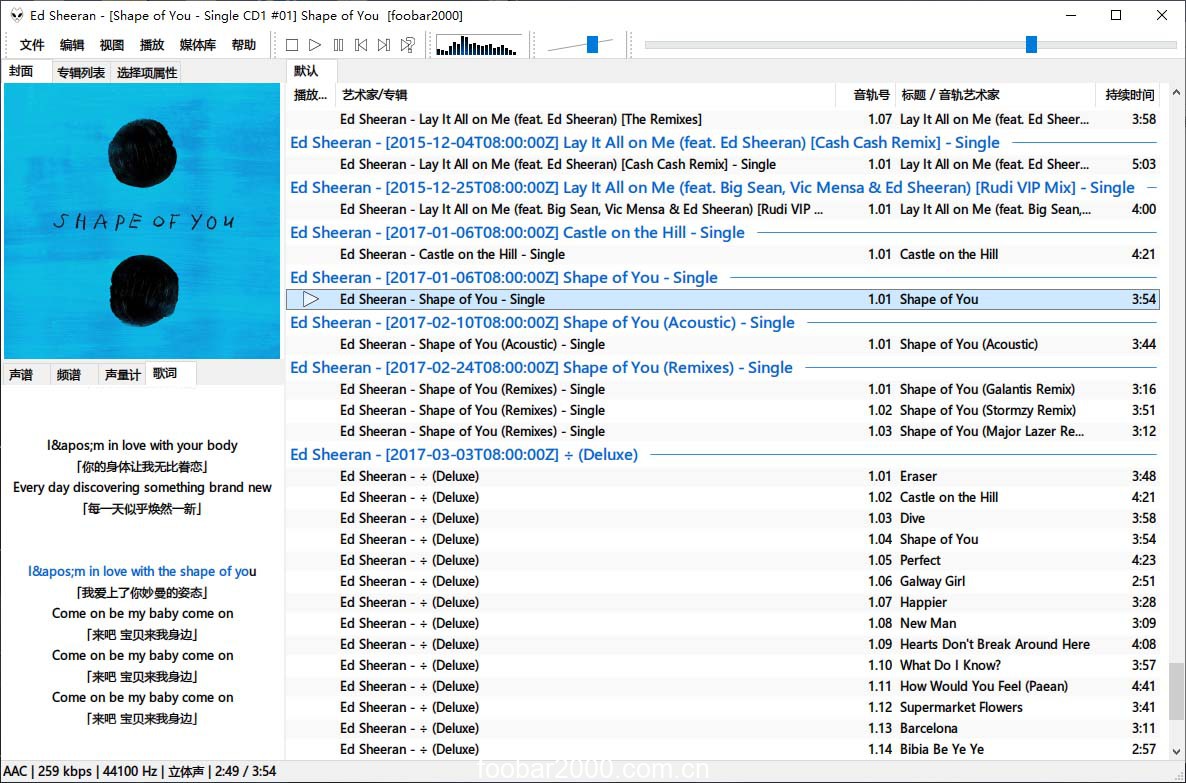 Ed Sheeran - [Shape of You - Single CD1 #01] Shape of You [foobar2000]
文件 编辑 视图 播放 媒体库 帮助
封面 专辑列表 选择项属性
SHAPE OF YOU
声谱 频谱 声量计 歌词
I&apos;m in love with your body
「你的身体让我无比眷恋」
Every day discovering something brand new
「每一天似乎焕然一新」
I&apos;m in love with the shape of you
「我爱上了你妙曼的姿态」
Come on be my baby come on
「来吧 宝贝来我身边」
Come on be my baby come on
「来吧 宝贝来我身边」
Come on be my baby come on
「来吧 宝贝来我身边」
默认
播放... 艺术家/专辑 音轨号 标题 / 音轨艺术家 持续时间
Ed Sheeran - Lay It All on Me (feat. Ed Sheeran) [The Remixes] 1.07 Lay It All on Me (feat. Ed Sheer... 3:58
Ed Sheeran - [2015-12-04T08:00:00Z] Lay It All on Me (feat. Ed Sheeran) [Cash Cash Remix] - Single
Ed Sheeran - Lay It All on Me (feat. Ed Sheeran) [Cash Cash Remix] - Single 1.01 Lay It All on Me (feat. Ed Sheer... 5:03
Ed Sheeran - [2015-12-25T08:00:00Z] Lay It All on Me (feat. Big Sean, Vic Mensa & Ed Sheeran) [Rudi VIP Mix] - Single
Ed Sheeran - Lay It All on Me (feat. Big Sean, Vic Mensa & Ed Sheeran) [Rudi VIP ... 1.01 Lay It All on Me (feat. Big Sean,... 4:00
Ed Sheeran - [2017-01-06T08:00:00Z] Castle on the Hill - Single
Ed Sheeran - Castle on the Hill - Single 1.01 Castle on the Hill 4:21
Ed Sheeran - [2017-01-06T08:00:00Z] Shape of You - Single
Ed Sheeran - Shape of You - Single 1.01 Shape of You 3:54
Ed Sheeran - [2017-02-10T08:00:00Z] Shape of You (Acoustic) - Single
Ed Sheeran - Shape of You (Acoustic) - Single 1.01 Shape of You (Acoustic) 3:44
Ed Sheeran - [2017-02-24T08:00:00Z] Shape of You (Remixes) - Single
Ed Sheeran - Shape of You (Remixes) - Single 1.01 Shape of You (Galantis Remix) 3:16
Ed Sheeran - Shape of You (Remixes) - Single 1.02 Shape of You (Stormzy Remix) 3:51
Ed Sheeran - Shape of You (Remixes) - Single 1.03 Shape of You (Major Lazer Re... 3:12
Ed Sheeran - [2017-03-03T08:00:00Z] ÷ (Deluxe)
Ed Sheeran - ÷ (Deluxe) 1.01 Eraser 3:48
Ed Sheeran - ÷ (Deluxe) 1.02 Castle on the Hill 4:21
Ed Sheeran - ÷ (Deluxe) 1.03 Dive 3:58
Ed Sheeran - ÷ (Deluxe) 1.04 Shape of You 3:54
Ed Sheeran - ÷ (Deluxe) 1.05 Perfect 4:23
Ed Sheeran - ÷ (Deluxe) 1.06 Galway Girl 2:51
Ed Sheeran - ÷ (Deluxe) 1.07 Happier 3:28
Ed Sheeran - ÷ (Deluxe) 1.08 New Man 3:09
Ed Sheeran - ÷ (Deluxe) 1.09 Hearts Don't Break Around Here 4:08
Ed Sheeran - ÷ (Deluxe) 1.10 What Do I Know? 3:57
Ed Sheeran - ÷ (Deluxe) 1.11 How Would You Feel (Paean) 4:41
Ed Sheeran - ÷ (Deluxe) 1.12 Supermarket Flowers 3:41
Ed Sheeran - ÷ (Deluxe) 1.13 Barcelona 3:11
Ed Sheeran - ÷ (Deluxe) 1.14 Bibia Be Ye Ye 2:57
AAC | 259 kbps | 44100 Hz | 立体声 | 2:49 / 3:54
foobar2000.com.cn